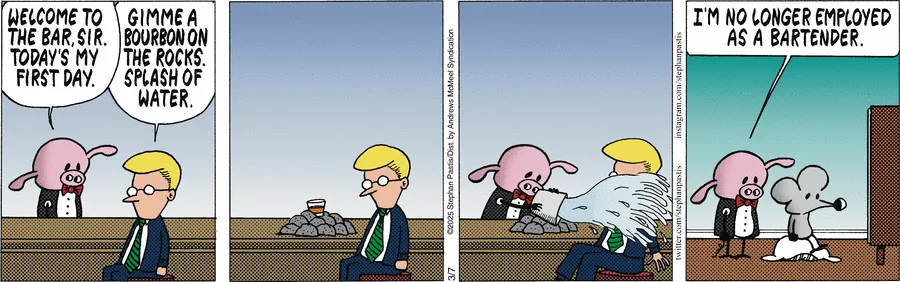 WELCOME TO
THE BAR, SIR.
TODAY'S MY
FIRST DAY.
GIMME A
BOURBON ON
THE ROCKS.
SPLASH OF
WATER.
©2025 Stephan Pastis/Dist. by Andrews McMeel Syndication
3/7
twitter.com/stephanpastis
instagram.com/stephanpastis
I'M NO LONGER EMPLOYED
AS A BARTENDER.